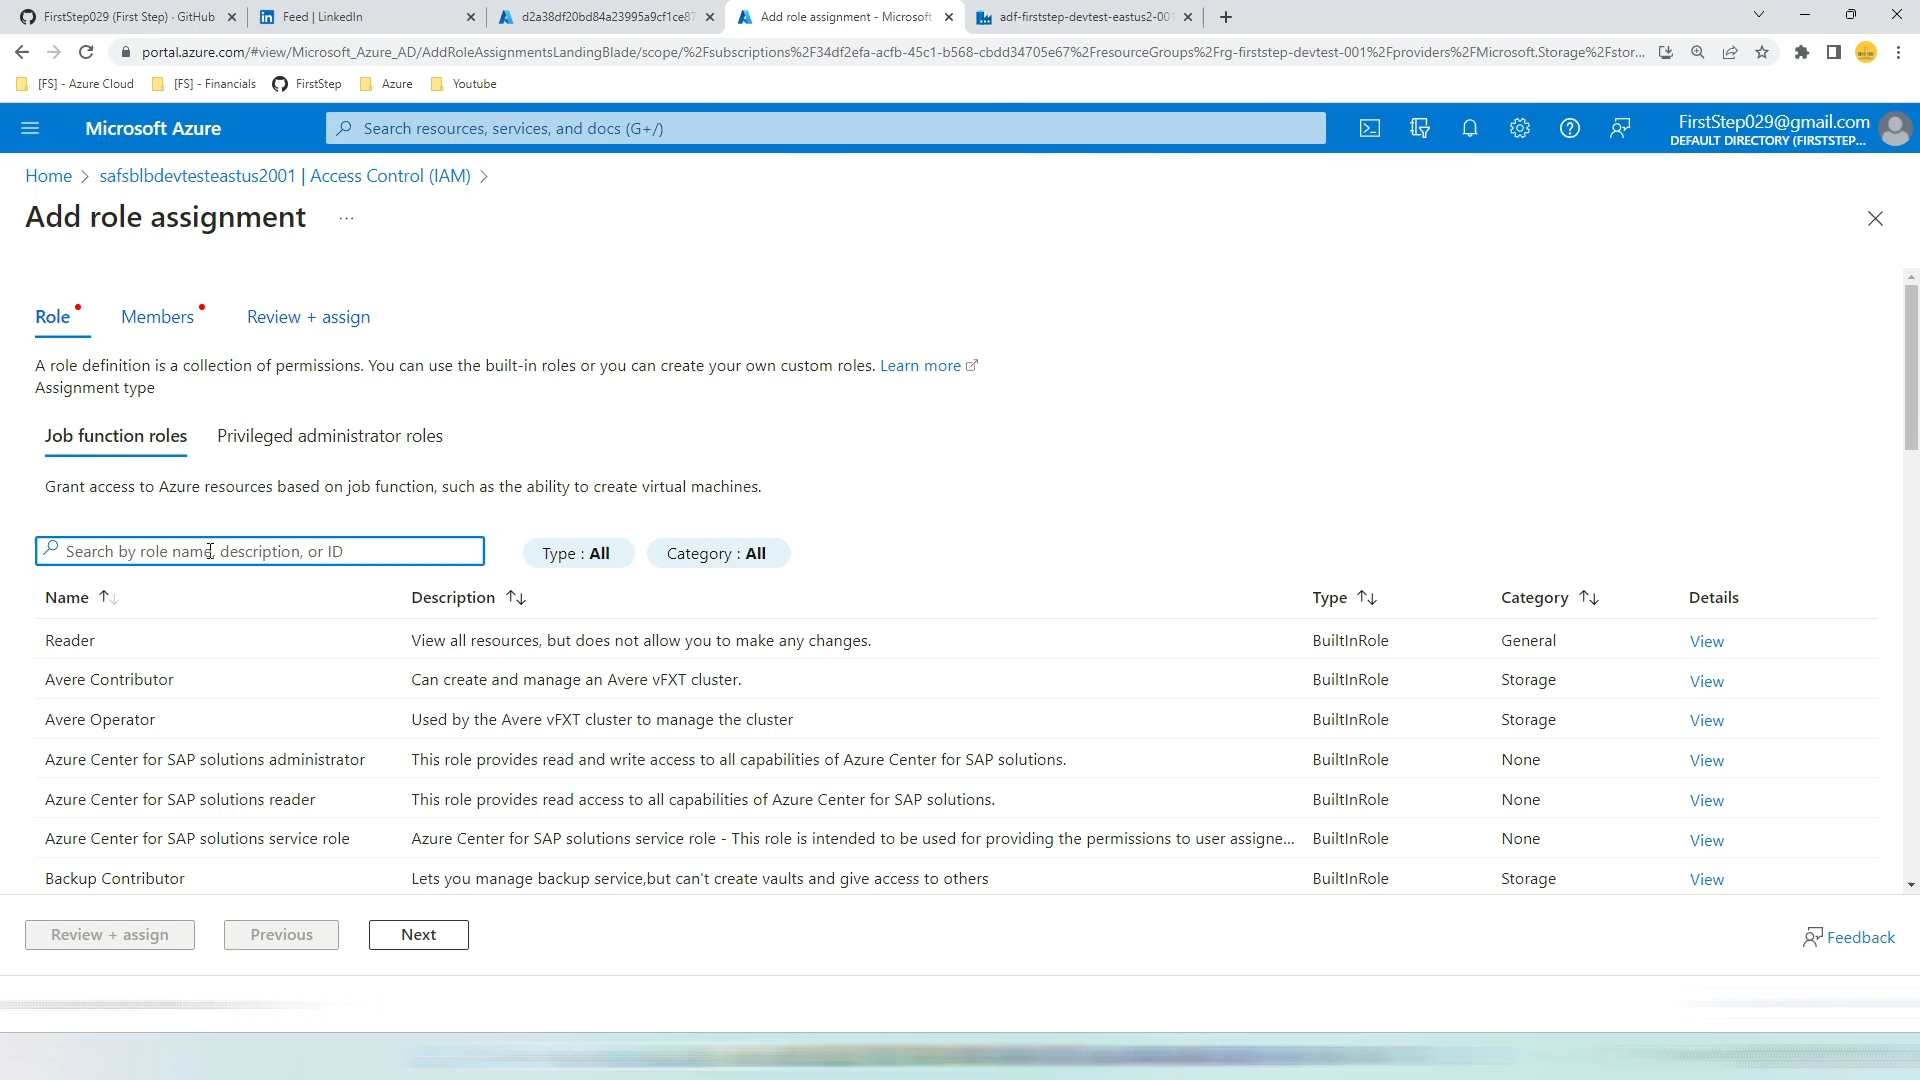 FirstStep029 (First Step) · GitHub
Feed | LinkedIn
d2a38df20bd84a23995a9cf1ce87
Add role assignment - Microsoft
adf-firststep-devtest-eastus2-001
portal.azure.com/#view/Microsoft_Azure_AD/AddRoleAssignmentsLandingBlade/scope/%2Fsubscriptions%2F34df2efa-acfb-45c1-b568-cbdd34705e67%2FresourceGroups%2Frg-firststep-devtest-001%2Fproviders%2FMicrosoft.Storage%2Fstor...
[FS] - Azure Cloud
[FS] - Financials
FirstStep
Azure
Youtube
Microsoft Azure
Search resources, services, and docs (G+/)
FirstStep029@gmail.com
DEFAULT DIRECTORY (FIRSTSTEP...
Home > safsblbdevtesteastus2001 | Access Control (IAM) >
Add role assignment ...
Role
Members
Review + assign
A role definition is a collection of permissions. You can use the built-in roles or you can create your own custom roles. Learn more
Assignment type
Job function roles
Privileged administrator roles
Grant access to Azure resources based on job function, such as the ability to create virtual machines.
Search by role name, description, or ID
Type : All
Category : All
Name ↑↓ Description ↑↓ Type ↑↓ Category ↑↓ Details
Reader View all resources, but does not allow you to make any changes. BuiltInRole General View
Avere Contributor Can create and manage an Avere vFXT cluster. BuiltInRole Storage View
Avere Operator Used by the Avere vFXT cluster to manage the cluster BuiltInRole Storage View
Azure Center for SAP solutions administrator This role provides read and write access to all capabilities of Azure Center for SAP solutions. BuiltInRole None View
Azure Center for SAP solutions reader This role provides read access to all capabilities of Azure Center for SAP solutions. BuiltInRole None View
Azure Center for SAP solutions service role Azure Center for SAP solutions service role - This role is intended to be used for providing the permissions to user assigne... BuiltInRole None View
Backup Contributor Lets you manage backup service,but can't create vaults and give access to others BuiltInRole Storage View
Review + assign
Previous
Next
Feedback